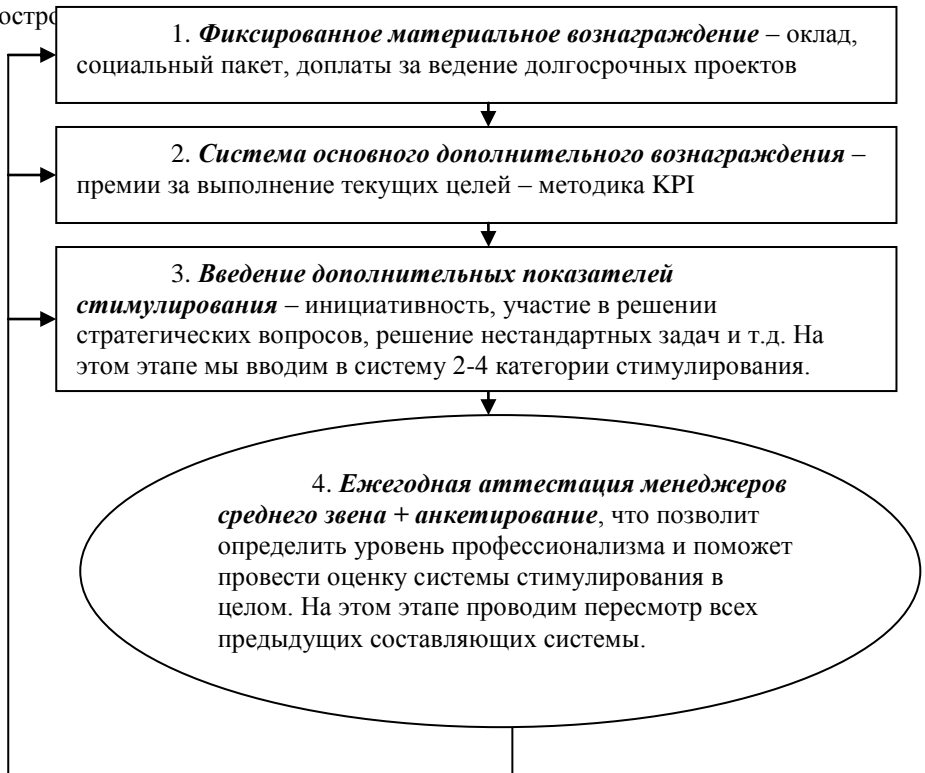 1. Фиксированное материальное вознаграждение – оклад,
социальный пакет, доплаты за ведение долгосрочных проектов
2. Система основного дополнительного вознаграждения –
премии за выполнение текущих целей – методика KPI
3. Введение дополнительных показателей
стимулирования – инициативность, участие в решении
стратегических вопросов, решение нестандартных задач и т.д. На
этом этапе мы вводим в систему 2-4 категории стимулирования.
4. Ежегодная аттестация менеджеров
среднего звена + анкетирование, что позволит
определить уровень профессионализма и поможет
провести оценку системы стимулирования в
целом. На этом этапе проводим пересмотр всех
предыдущих составляющих системы.